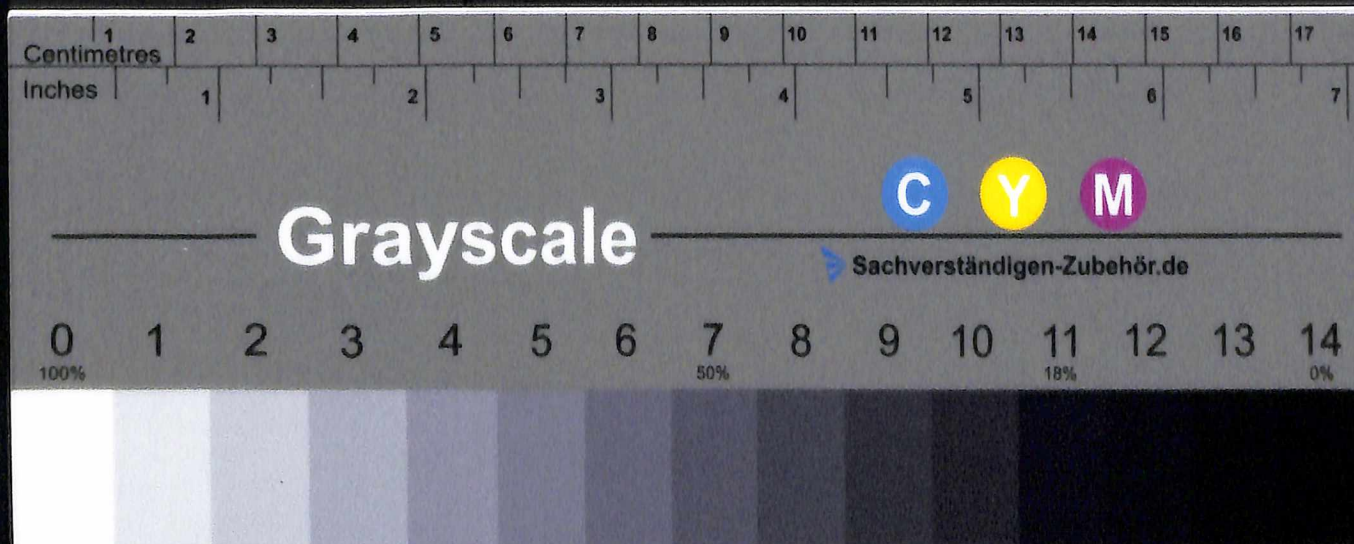 1 2 3 4 5 6 7 8 9 10 11 12 13 14 15 16 17
Centimetres
Inches
1 2 3 4 5 6 7
C Y M
Grayscale
Sachverständigen-Zubehör.de
0 1 2 3 4 5 6 7 8 9 10 11 12 13 14
100% 50% 18% 0%